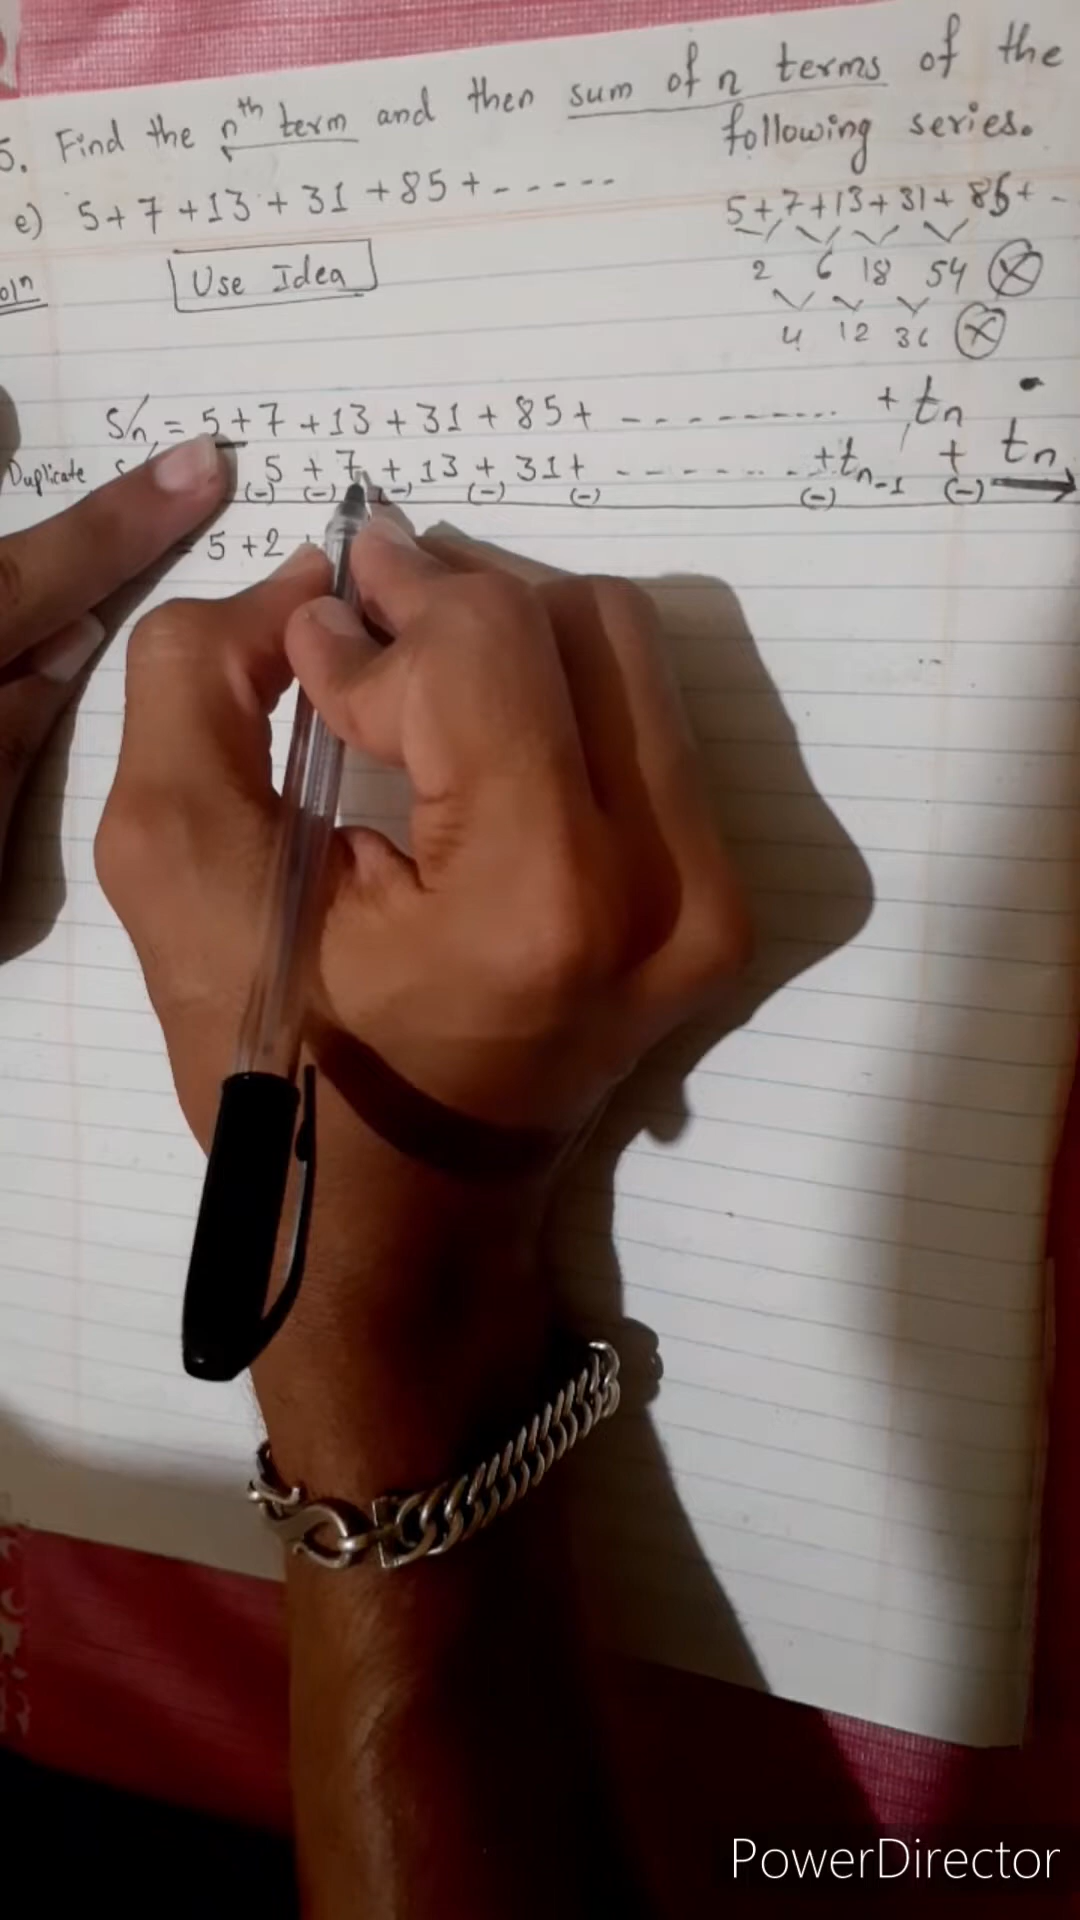 5. Find the nth term and then sum of n terms of the
following series.
e) 5+7+13+31+85+------
5+7+13+31+85+--
oln
Use Idea
2 6 18 54 ⊗
4 12 36 ⊗
Sn = 5+7+13+31+85+ ---------- + tn
Duplicate 5+7+13+31+ -------+tn-1 + tn
(-) (-) (-) (-) (-) (-) (-)
= 5+2+
PowerDirector